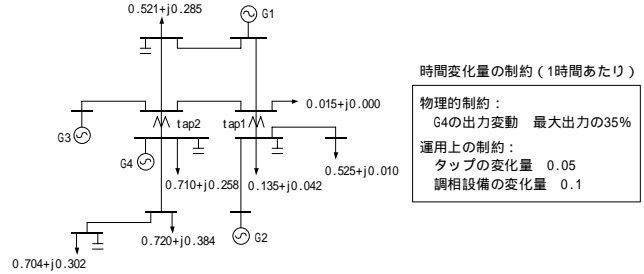 0.521+j0.285
G1
時間変化量の制約（1時間あたり）
0.015+j0.000
物理的制約：
G4の出力変動　最大出力の35%
運用上の制約：
タップの変化量　0.05
調相設備の変化量　0.1
tap2
tap1
G3
G4
0.525+j0.010
0.710+j0.258
0.135+j0.042
G2
0.720+j0.384
0.704+j0.302